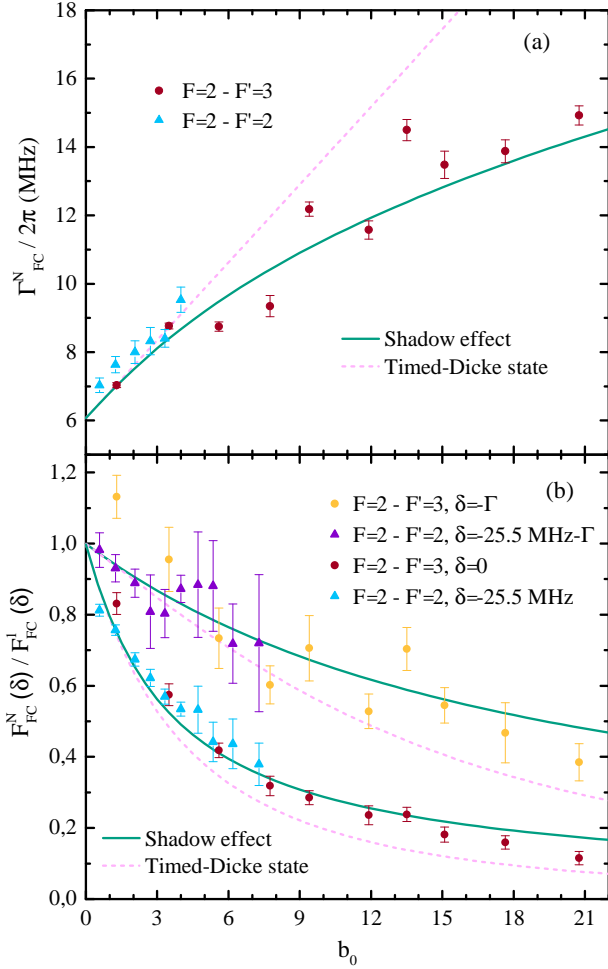 18
(a)
16
F=2 - F'=3
F=2 - F'=2
14
12
10
8
6
Γ^N_FC / 2π (MHz)
Shadow effect
Timed-Dicke state
1,2
(b)
F=2 - F'=3, δ=-Γ
F=2 - F'=2, δ=-25.5 MHz-Γ
F=2 - F'=3, δ=0
F=2 - F'=2, δ=-25.5 MHz
1,0
0,8
0,6
0,4
0,2
0,0
F^N_FC (δ) / F^1_FC (δ)
Shadow effect
Timed-Dicke state
0 3 6 9 12 15 18 21
b_0